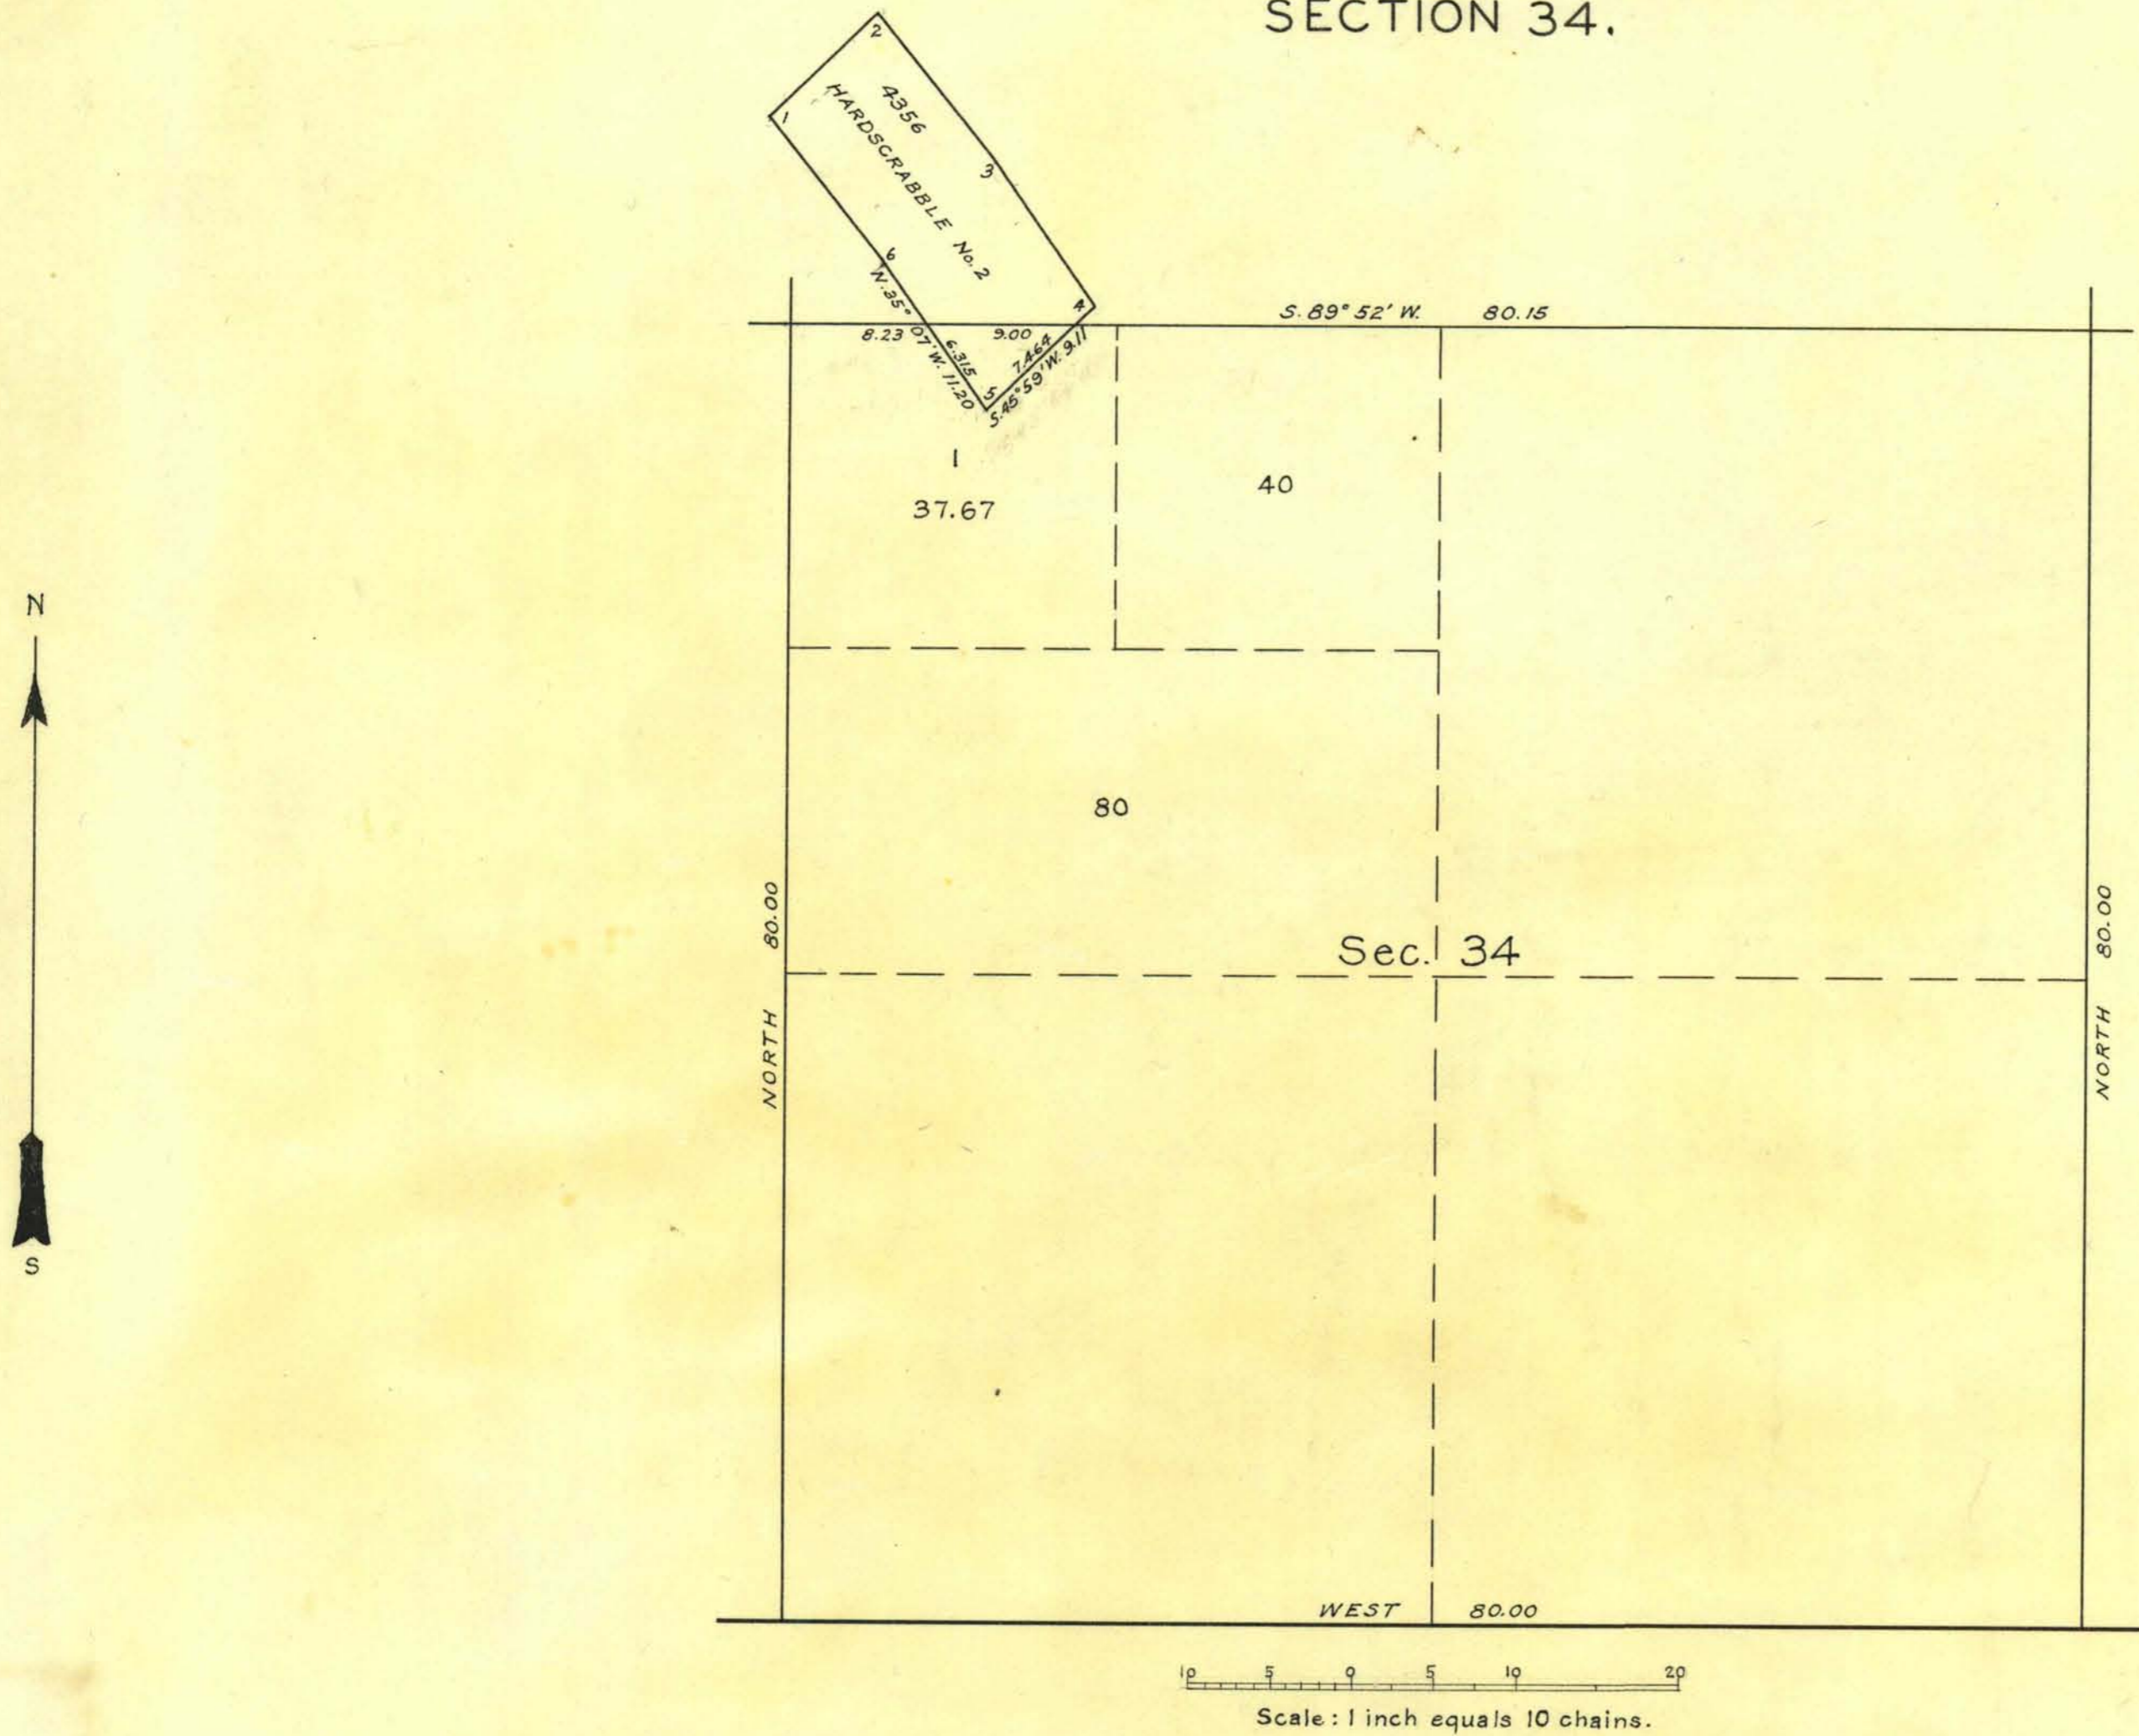 SECTION 34.
2
1
4356
HARDSCRABBLE No. 2
3
6
4
N. 35° 07' W. 11.20
S. 89° 52' W. 80.15
8.23
9.00
6.315
7.464
S. 45° 59' W. 9.11
5
1
37.67
40
N
80
NORTH 80.00
Sec. 34
NORTH 80.00
S
WEST 80.00
10 5 0 5 10 20
Scale: 1 inch equals 10 chains.